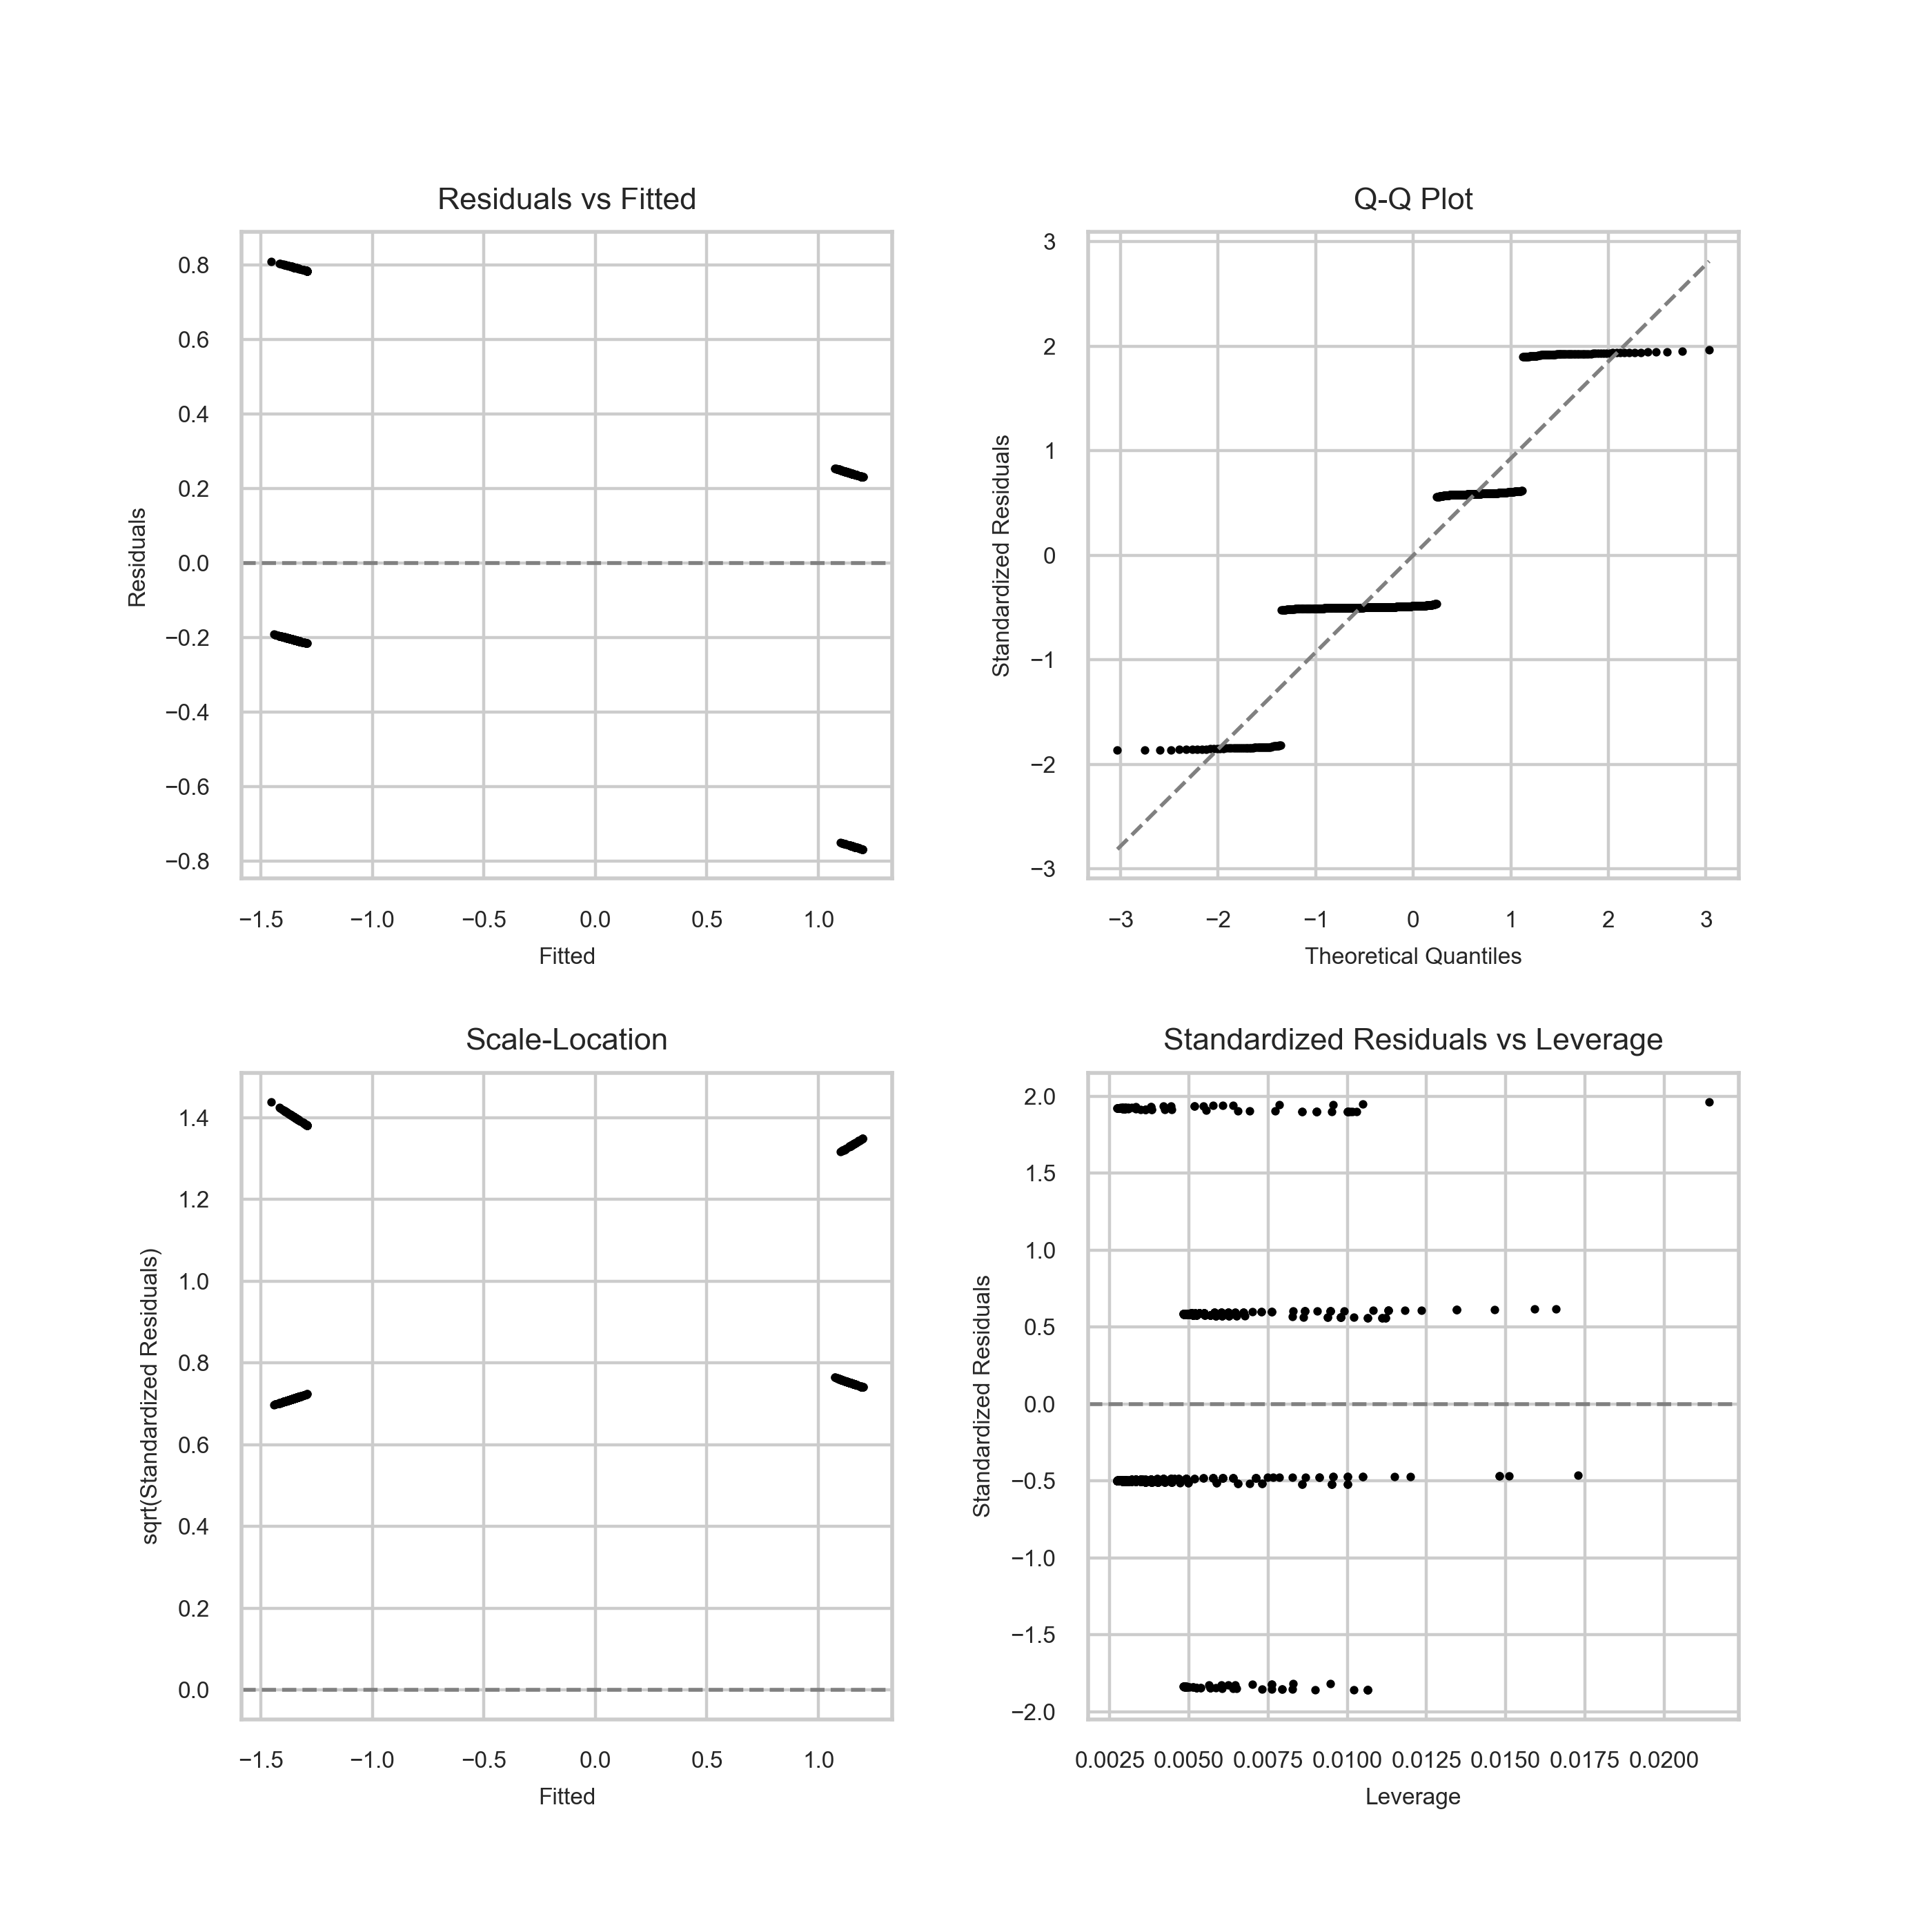 Residuals vs Fitted
0.8
0.6
0.4
0.2
0.0
−0.2
−0.4
−0.6
−0.8
Residuals
−1.5 −1.0 −0.5 0.0 0.5 1.0
Fitted
Q-Q Plot
3
2
1
0
−1
−2
−3
Standardized Residuals
−3 −2 −1 0 1 2 3
Theoretical Quantiles
Scale-Location
1.4
1.2
1.0
0.8
0.6
0.4
0.2
0.0
sqrt(Standardized Residuals)
−1.5 −1.0 −0.5 0.0 0.5 1.0
Fitted
Standardized Residuals vs Leverage
2.0
1.5
1.0
0.5
0.0
−0.5
−1.0
−1.5
−2.0
Standardized Residuals
0.0025 0.0050 0.0075 0.0100 0.0125 0.0150 0.0175 0.0200
Leverage